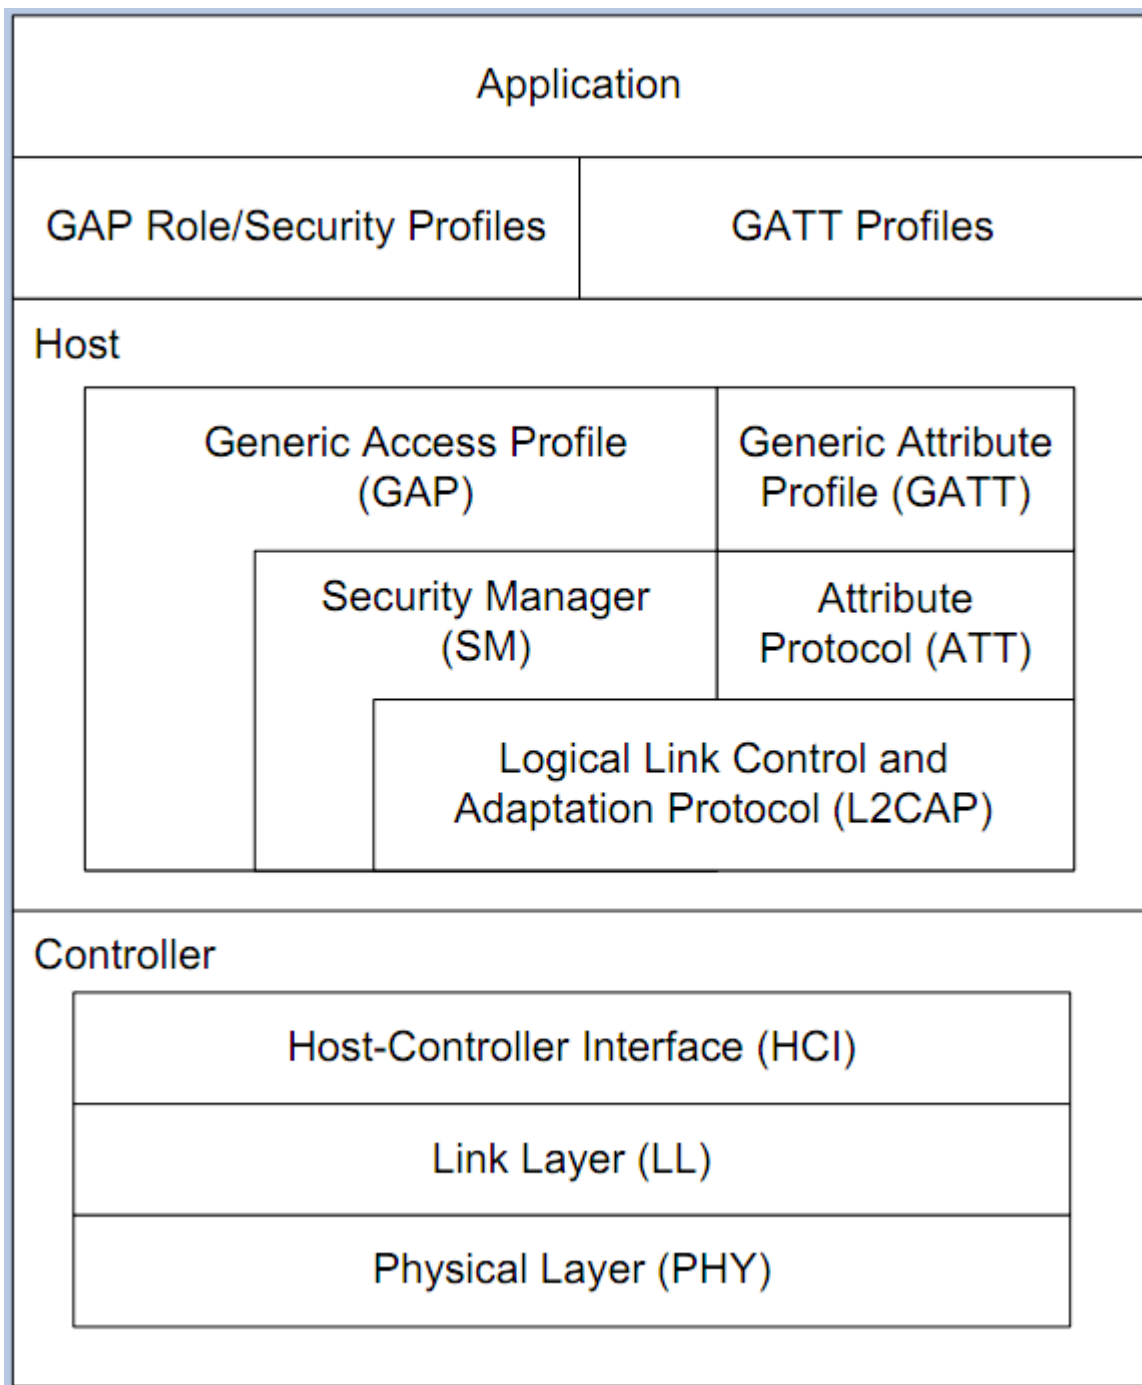 Application
GAP Role/Security Profiles
GATT Profiles
Host
Generic Access Profile
(GAP)
Generic Attribute
Profile (GATT)
Security Manager
(SM)
Attribute
Protocol (ATT)
Logical Link Control and
Adaptation Protocol (L2CAP)
Controller
Host-Controller Interface (HCI)
Link Layer (LL)
Physical Layer (PHY)